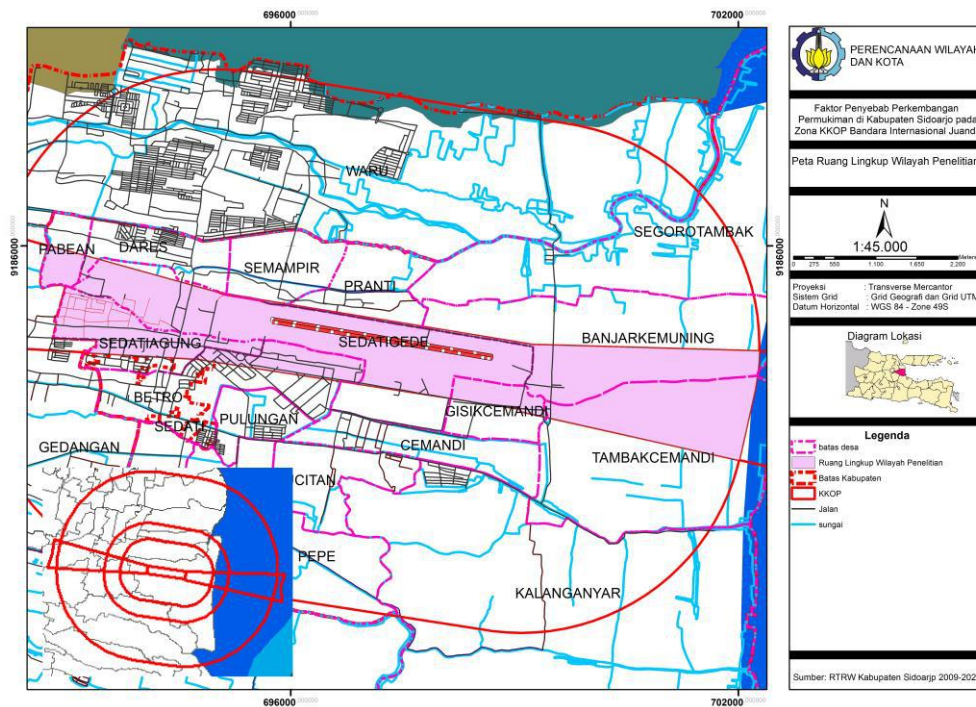 696000
702000
9186000
9186000
WARU
SEGOROTAMBAK
PABEAN
DARES
SEMAMPIR
PRANTI
SEDATIAGUNG
SEDATIGEDE
BANJARKEMUNING
BETRO
PULUNGAN
GISIKCEMANDI
SEDATI
GEDANGAN
CEMANDI
TAMBAKCEMANDI
CITAN
PEPE
KALANGANYAR
696000
702000
PERENCANAAN WILAYAH
DAN KOTA
Faktor Penyebab Perkembangan
Permukiman di Kabupaten Sidoarjo pada
Zona KKOP Bandara Internasional Juanda
Peta Ruang Lingkup Wilayah Penelitian
N
1:45.000
Meters
0 275 550 1.100 1.650 2.200
Proyeksi : Transverse Mercantor
Sistem Grid : Grid Geografi dan Grid UTM
Datum Horizontal : WGS 84 - Zone 49S
Diagram Lokasi
Legenda
batas desa
Ruang Lingkup Wilayah Penelitian
Batas Kabupaten
KKOP
Jalan
sungai
Sumber: RTRW Kabupaten Sidoarjp 2009-202